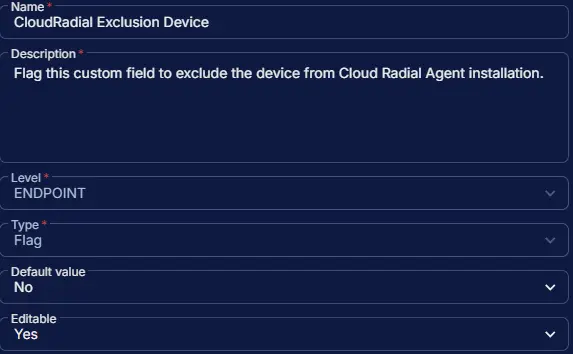 Name *
CloudRadial Exclusion Device
Description *
Flag this custom field to exclude the device from Cloud Radial Agent installation.
Level *
ENDPOINT
Type *
Flag
Default value
No
Editable
Yes